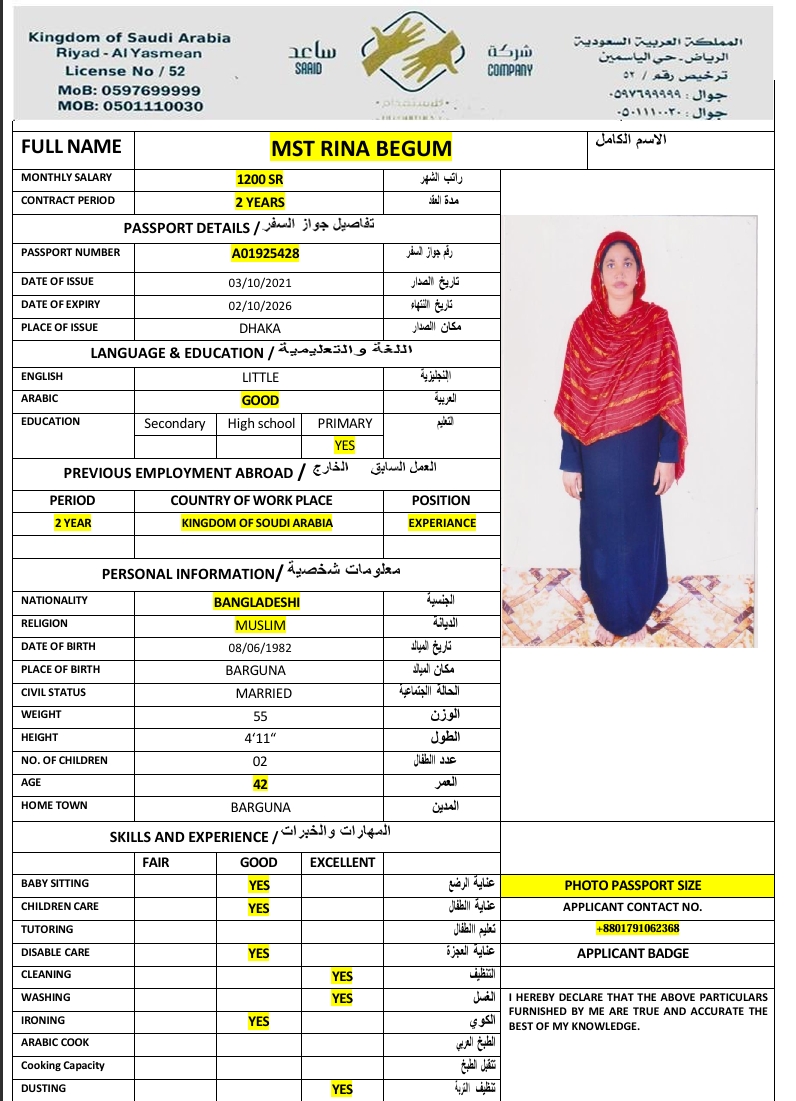 Kingdom of Saudi Arabia
Riyad - Al Yasmean
License No / 52
MoB: 0597699999
MOB: 0501110030
ساعد
SAAID
شركة
COMPANY
للاستقدام
المملكة العربية السعودية
الرياض - حي الياسمين
ترخيص رقم / ٥٢
جوال : ٠٥٩٧٦٩٩٩٩٩
جوال : ٠٥٠١١١٠٠٣٠
FULL NAME MST RINA BEGUM الاسم الكامل
MONTHLY SALARY 1200 SR راتب الشهر
CONTRACT PERIOD 2 YEARS مدة العقد
PASSPORT DETAILS / تفاصيل جواز السفر
PASSPORT NUMBER A01925428 رقم جواز السفر
DATE OF ISSUE 03/10/2021 تاريخ الصدار
DATE OF EXPIRY 02/10/2026 تاريخ النتهاء
PLACE OF ISSUE DHAKA مكان الصدار
LANGUAGE & EDUCATION / اللغة والتعليمية
ENGLISH LITTLE النجليزية
ARABIC GOOD العربية
EDUCATION Secondary High school PRIMARY التعليم
YES
PREVIOUS EMPLOYMENT ABROAD / العمل السابق الخارج
PERIOD COUNTRY OF WORK PLACE POSITION
2 YEAR KINGDOM OF SOUDI ARABIA EXPERIANCE
PERSONAL INFORMATION/ معلومات شخصية
NATIONALITY BANGLADESHI الجنسية
RELIGION MUSLIM الديانة
DATE OF BIRTH 08/06/1982 تاريخ الميالد
PLACE OF BIRTH BARGUNA مكان الميالد
CIVIL STATUS MARRIED الحالة االجتماعية
WEIGHT 55 الوزن
HEIGHT 4‘11“ الطول
NO. OF CHILDREN 02 عدد االطفال
AGE 42 العمر
HOME TOWN BARGUNA المدين
SKILLS AND EXPERIENCE / المهارات والخبرات
FAIR GOOD EXCELLENT
BABY SITTING YES عناية الرضع
CHILDREN CARE YES عناية االطفال
TUTORING تعليم االطفال
DISABLE CARE YES عناية العجزة
CLEANING YES التنظيف
WASHING YES الغسل
IRONING YES الكوي
ARABIC COOK الطبخ العربي
Cooking Capacity تتقبل الطبخ
DUSTING YES تنظيف التربة
PHOTO PASSPORT SIZE
APPLICANT CONTACT NO.
+8801791062368
APPLICANT BADGE
I HEREBY DECLARE THAT THE ABOVE PARTICULARS
FURNISHED BY ME ARE TRUE AND ACCURATE THE
BEST OF MY KNOWLEDGE.